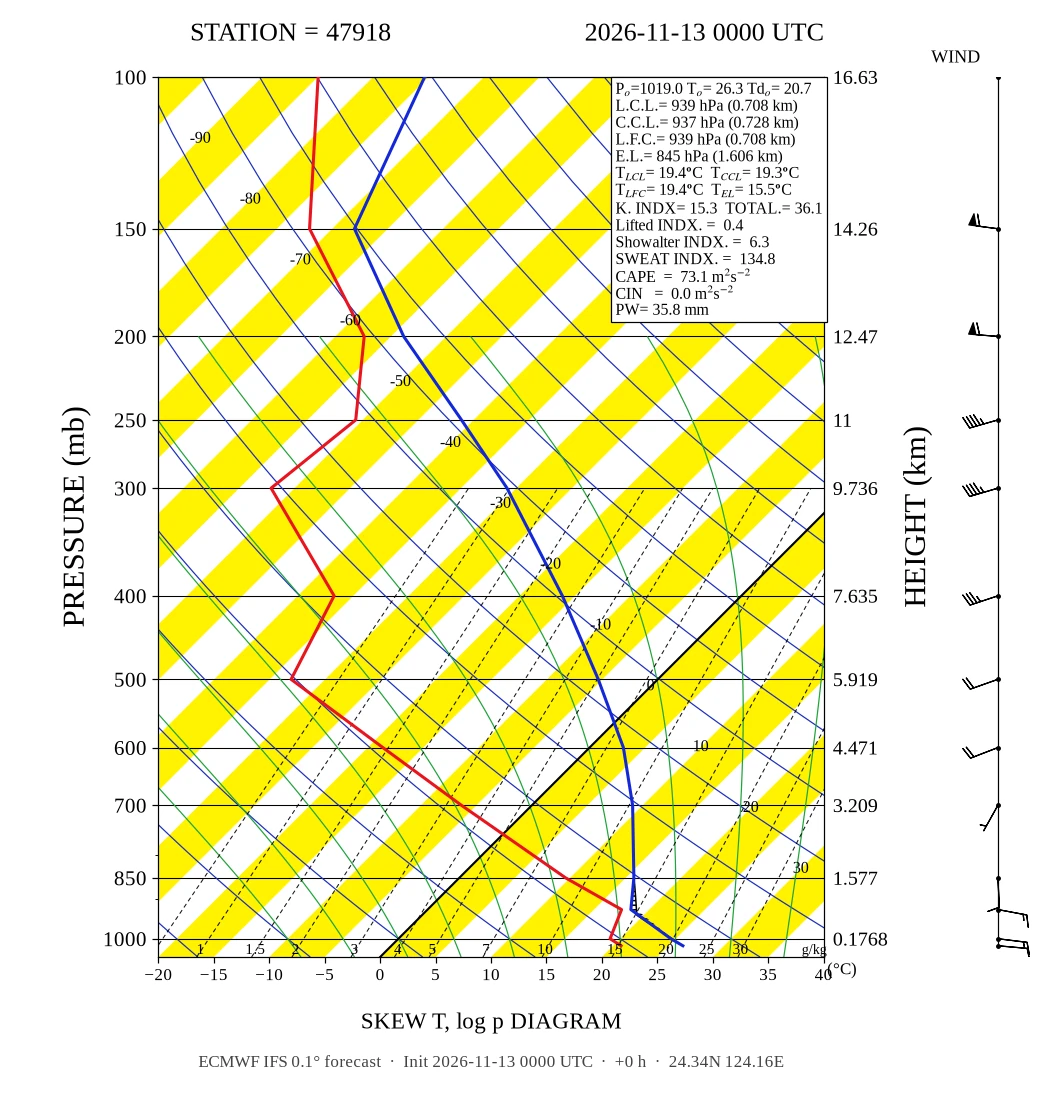 STATION = 47918
2026-11-13 0000 UTC
WIND
Po=1019.0 To= 26.3 Tdo= 20.7
L.C.L.= 939 hPa (0.708 km)
C.C.L.= 937 hPa (0.728 km)
L.F.C.= 939 hPa (0.708 km)
E.L.= 845 hPa (1.606 km)
TLCL= 19.4°C TCCL= 19.3°C
TLFC= 19.4°C TEL= 15.5°C
K. INDX= 15.3 TOTAL.= 36.1
Lifted INDX. = 0.4
Showalter INDX. = 6.3
SWEAT INDX. = 134.8
CAPE = 73.1 m²s⁻²
CIN = 0.0 m²s⁻²
PW= 35.8 mm
100 16.63
-90
-80
150 14.26
-70
-60
200 12.47
-50
250 11
-40
300 9.736
-30
-20
400 7.635
-10
500 5.919
0
600 4.471
10
700 3.209
20
850 1.577
30
1000 0.1768
PRESSURE (mb)
HEIGHT (km)
1 1.5 2 3 4 5 7 10 15 20 25 30 g/kg
−20 −15 −10 −5 0 5 10 15 20 25 30 35 40 (°C)
SKEW T, log p DIAGRAM
ECMWF IFS 0.1° forecast · Init 2026-11-13 0000 UTC · +0 h · 24.34N 124.16E